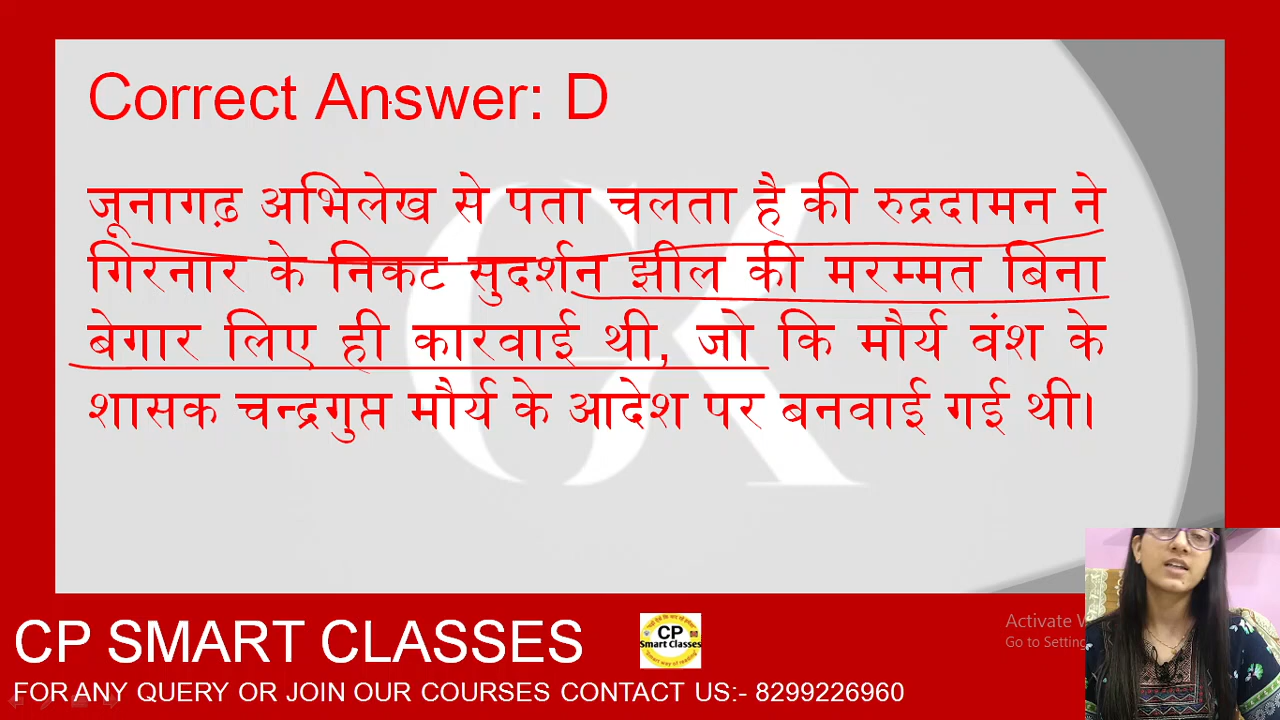 Correct Answer: D
जूनागढ़ अभिलेख से पता चलता है की रुद्रदामन ने
गिरनार के निकट सुदर्शन झील की मरम्मत बिना
बेगार लिए ही कारवाई थी, जो कि मौर्य वंश के
शासक चन्द्रगुप्त मौर्य के आदेश पर बनवाई गई थी।
CP SMART CLASSES
CP
Smart Classes
Activate
Go to Setting
FOR ANY QUERY OR JOIN OUR COURSES CONTACT US:- 8299226960